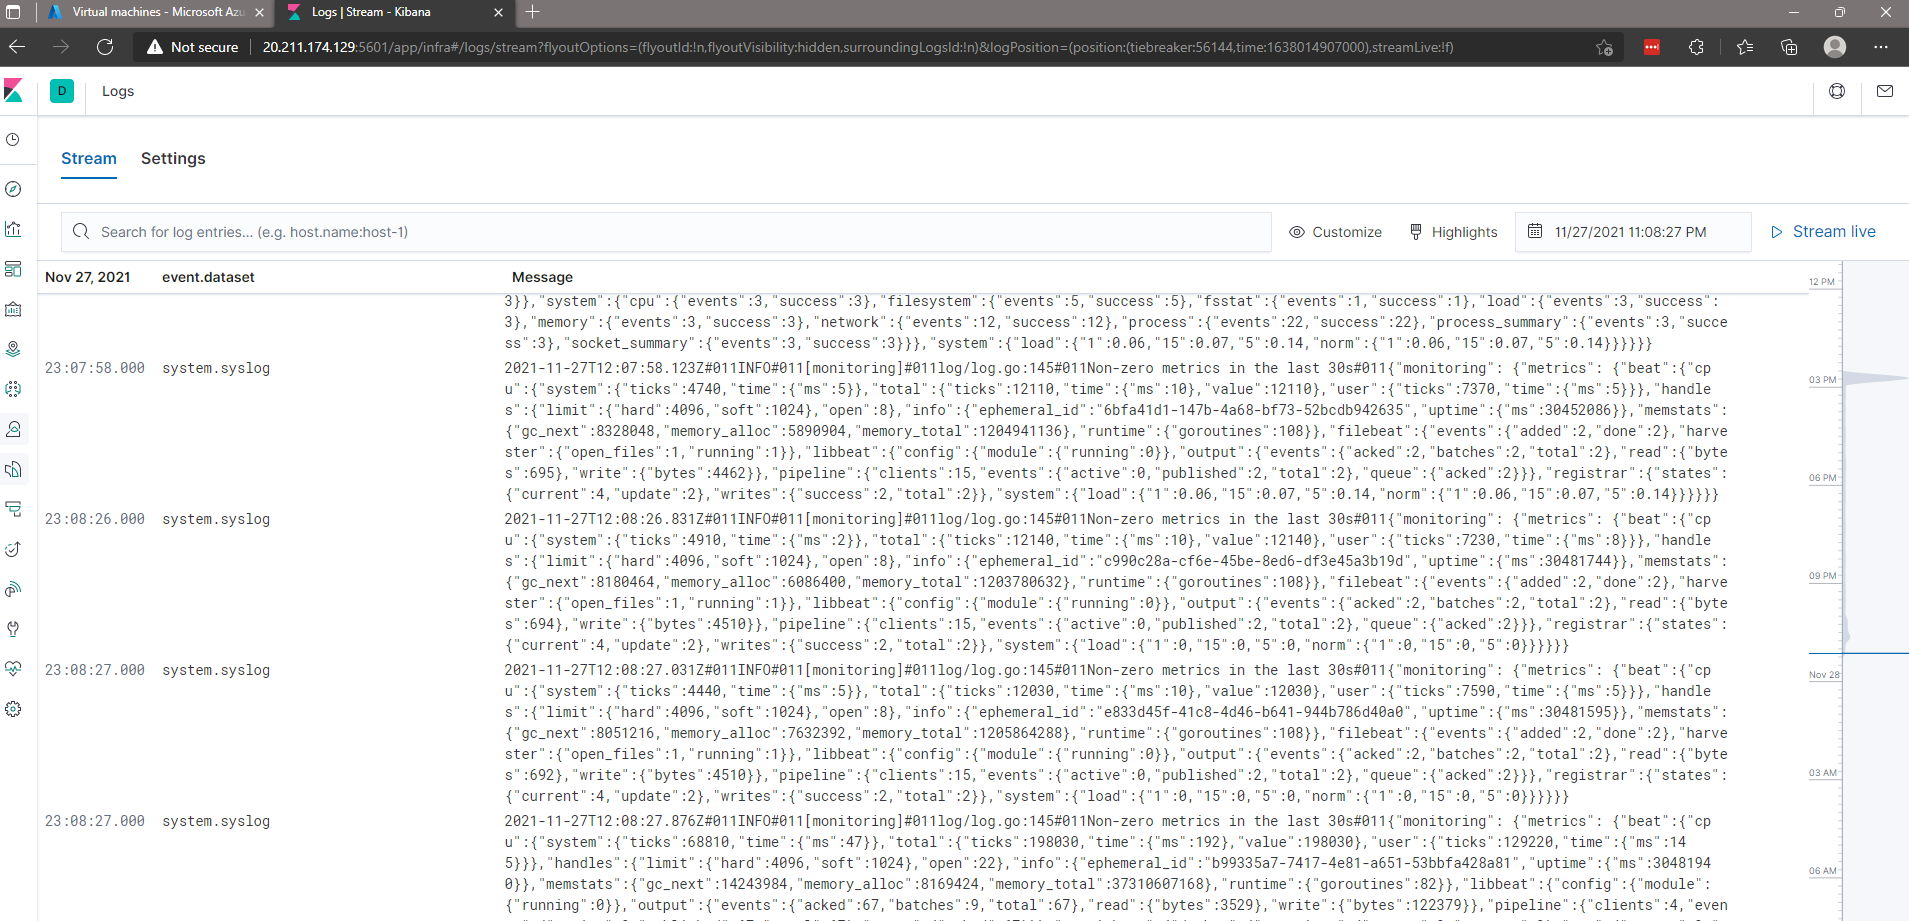 Virtual machines - Microsoft Azu
Logs | Stream - Kibana
Not secure
20.211.174.129:5601/app/infra#/logs/stream?flyoutOptions=(flyoutId:!n,flyoutVisibility:hidden,surroundingLogsId:!n)&logPosition=(position:(tiebreaker:56144,time:1638014907000),streamLive:!f)
D
Logs
Stream
Settings
Search for log entries... (e.g. host.name:host-1)
Customize
Highlights
11/27/2021 11:08:27 PM
Stream live
Nov 27, 2021
event.dataset
Message
3}},"system":{"cpu":{"events":3,"success":3},"filesystem":{"events":5,"success":5},"fsstat":{"events":1,"success":1},"load":{"events":3,"success":
3},"memory":{"events":3,"success":3},"network":{"events":12,"success":12},"process":{"events":22,"success":22},"process_summary":{"events":3,"succe
ss":3},"socket_summary":{"events":3,"success":3}}},"system":{"load":{"1":0.06,"15":0.07,"5":0.14,"norm":{"1":0.06,"15":0.07,"5":0.14}}}}}}
23:07:58.000 system.syslog
2021-11-27T12:07:58.123Z#011INFO#011[monitoring]#011log/log.go:145#011Non-zero metrics in the last 30s#011{"monitoring": {"metrics": {"beat":{"cp
u":{"system":{"ticks":4740,"time":{"ms":5}},"total":{"ticks":12110,"time":{"ms":10},"value":12110},"user":{"ticks":7370,"time":{"ms":5}}},"handle
s":{"limit":{"hard":4096,"soft":1024},"open":8},"info":{"ephemeral_id":"6bfa41d1-147b-4a68-bf73-52bcdb942635","uptime":{"ms":30452086}},"memstats":
{"gc_next":8328048,"memory_alloc":5890904,"memory_total":1204941136},"runtime":{"goroutines":108}},"filebeat":{"events":{"added":2,"done":2},"harve
ster":{"open_files":1,"running":1}},"libbeat":{"config":{"module":{"running":0}},"output":{"events":{"acked":2,"batches":2,"total":2},"read":{"byte
s":695},"write":{"bytes":4462}},"pipeline":{"clients":15,"events":{"active":0,"published":2,"total":2},"queue":{"acked":2}}},"registrar":{"states":
{"current":4,"update":2},"writes":{"success":2,"total":2}},"system":{"load":{"1":0.06,"15":0.07,"5":0.14,"norm":{"1":0.06,"15":0.07,"5":0.14}}}}}}
23:08:26.000 system.syslog
2021-11-27T12:08:26.831Z#011INFO#011[monitoring]#011log/log.go:145#011Non-zero metrics in the last 30s#011{"monitoring": {"metrics": {"beat":{"cp
u":{"system":{"ticks":4910,"time":{"ms":2}},"total":{"ticks":12140,"time":{"ms":10},"value":12140},"user":{"ticks":7230,"time":{"ms":8}}},"handle
s":{"limit":{"hard":4096,"soft":1024},"open":8},"info":{"ephemeral_id":"c990c28a-cf6e-45be-8ed6-df3e45a3b19d","uptime":{"ms":30481744}},"memstats":
{"gc_next":8180464,"memory_alloc":6086400,"memory_total":1203780632},"runtime":{"goroutines":108}},"filebeat":{"events":{"added":2,"done":2},"harve
ster":{"open_files":1,"running":1}},"libbeat":{"config":{"module":{"running":0}},"output":{"events":{"acked":2,"batches":2,"total":2},"read":{"byte
s":694},"write":{"bytes":4510}},"pipeline":{"clients":15,"events":{"active":0,"published":2,"total":2},"queue":{"acked":2}}},"registrar":{"states":
{"current":4,"update":2},"writes":{"success":2,"total":2}},"system":{"load":{"1":0,"15":0,"5":0,"norm":{"1":0,"15":0,"5":0}}}}}}
23:08:27.000 system.syslog
2021-11-27T12:08:27.031Z#011INFO#011[monitoring]#011log/log.go:145#011Non-zero metrics in the last 30s#011{"monitoring": {"metrics": {"beat":{"cp
u":{"system":{"ticks":4440,"time":{"ms":5}},"total":{"ticks":12030,"time":{"ms":10},"value":12030},"user":{"ticks":7590,"time":{"ms":5}}},"handle
s":{"limit":{"hard":4096,"soft":1024},"open":8},"info":{"ephemeral_id":"e833d45f-41c8-4d46-b641-944b786d40a0","uptime":{"ms":30481595}},"memstats":
{"gc_next":8051216,"memory_alloc":7632392,"memory_total":1205864288},"runtime":{"goroutines":108}},"filebeat":{"events":{"added":2,"done":2},"harve
ster":{"open_files":1,"running":1}},"libbeat":{"config":{"module":{"running":0}},"output":{"events":{"acked":2,"batches":2,"total":2},"read":{"byte
s":692},"write":{"bytes":4510}},"pipeline":{"clients":15,"events":{"active":0,"published":2,"total":2},"queue":{"acked":2}}},"registrar":{"states":
{"current":4,"update":2},"writes":{"success":2,"total":2}},"system":{"load":{"1":0,"15":0,"5":0,"norm":{"1":0,"15":0,"5":0}}}}}}
23:08:27.000 system.syslog
2021-11-27T12:08:27.876Z#011INFO#011[monitoring]#011log/log.go:145#011Non-zero metrics in the last 30s#011{"monitoring": {"metrics": {"beat":{"cp
u":{"system":{"ticks":68810,"time":{"ms":47}},"total":{"ticks":198030,"time":{"ms":192},"value":198030},"user":{"ticks":129220,"time":{"ms":14
5}}},"handles":{"limit":{"hard":4096,"soft":1024},"open":22},"info":{"ephemeral_id":"b99335a7-7417-4e81-a651-53bbfa428a81","uptime":{"ms":3048194
0}},"memstats":{"gc_next":14243984,"memory_alloc":8169424,"memory_total":37310607168},"runtime":{"goroutines":82}},"libbeat":{"config":{"module":
{"running":0}},"output":{"events":{"acked":67,"batches":9,"total":67},"read":{"bytes":3529},"write":{"bytes":122379}},"pipeline":{"clients":4,"even
12 PM
03 PM
06 PM
09 PM
Nov 28
03 AM
06 AM